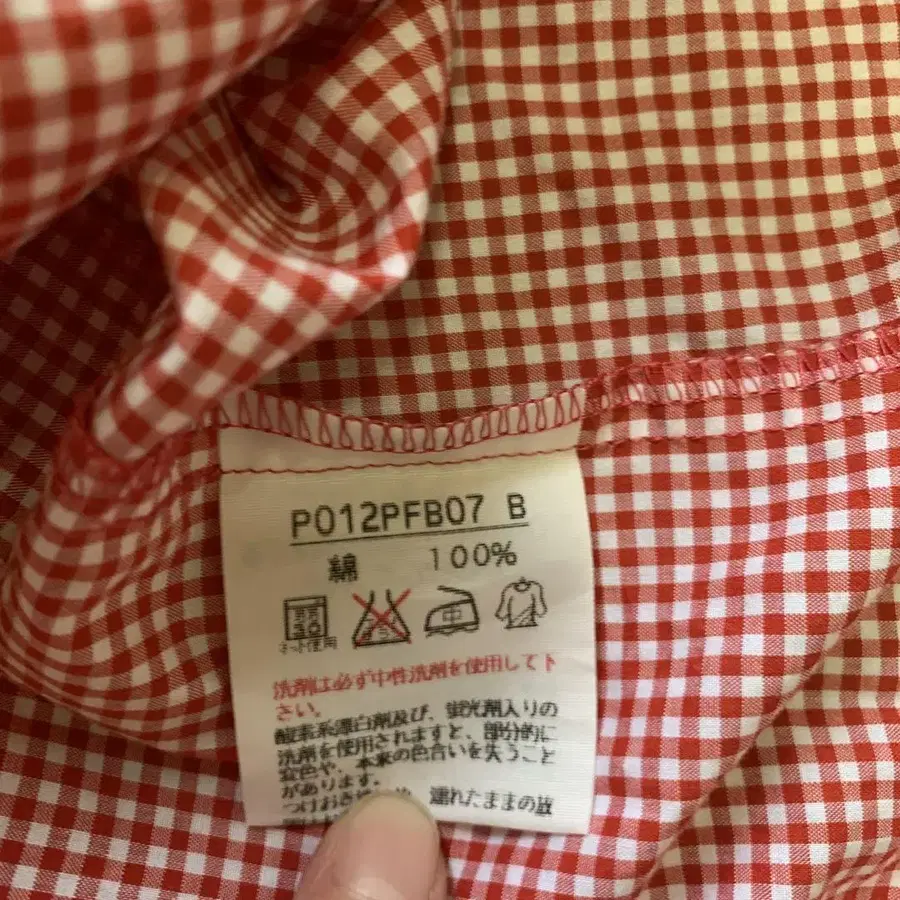 P012PFB07 B
綿 100%
ネット使用
中
洗剤は必ず中性洗剤を使用して下
さい。
酸素系漂白剤及び、蛍光剤入りの
洗剤を使用されますと、部分的に
変色や、本来の色合いを失うこと
があります。
つけおき や、濡れたままの放